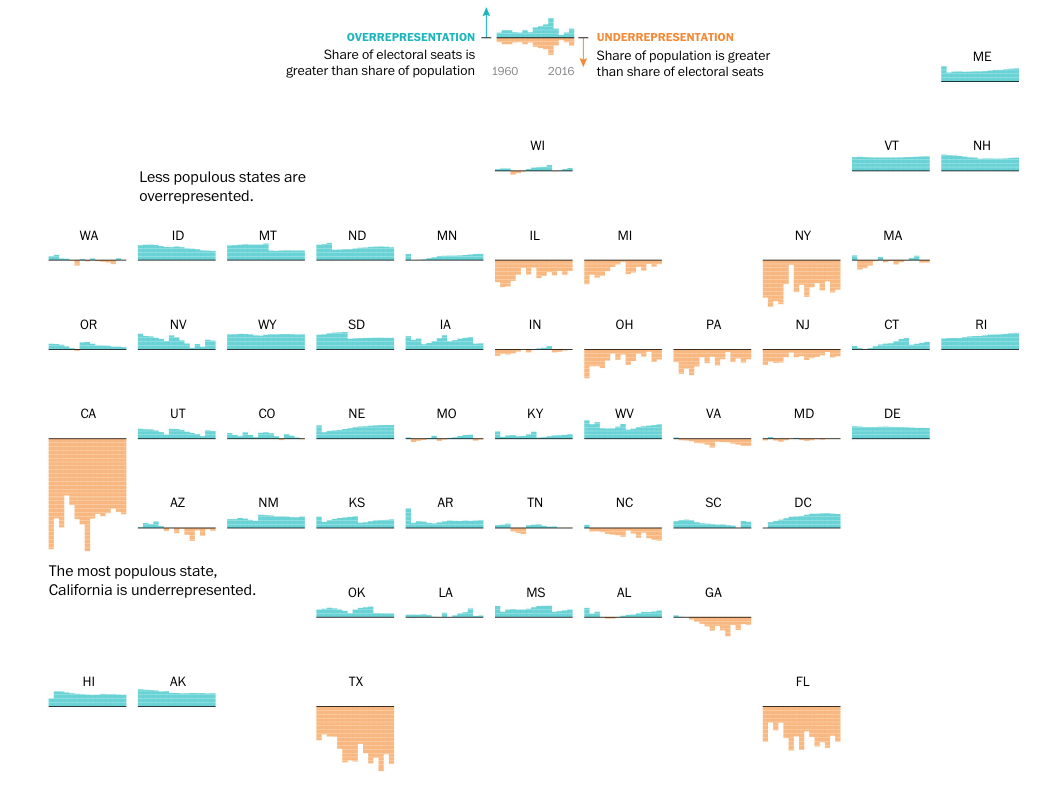 OVERREPRESENTATION
Share of electoral seats is
greater than share of population
1960
2016
UNDERREPRESENTATION
Share of population is greater
than share of electoral seats
ME
WI
VT
NH
Less populous states are
overrepresented.
WA
ID
MT
ND
MN
IL
MI
NY
MA
OR
NV
WY
SD
IA
IN
OH
PA
NJ
CT
RI
CA
UT
CO
NE
MO
KY
WV
VA
MD
DE
AZ
NM
KS
AR
TN
NC
SC
DC
The most populous state,
California is underrepresented.
OK
LA
MS
AL
GA
HI
AK
TX
FL